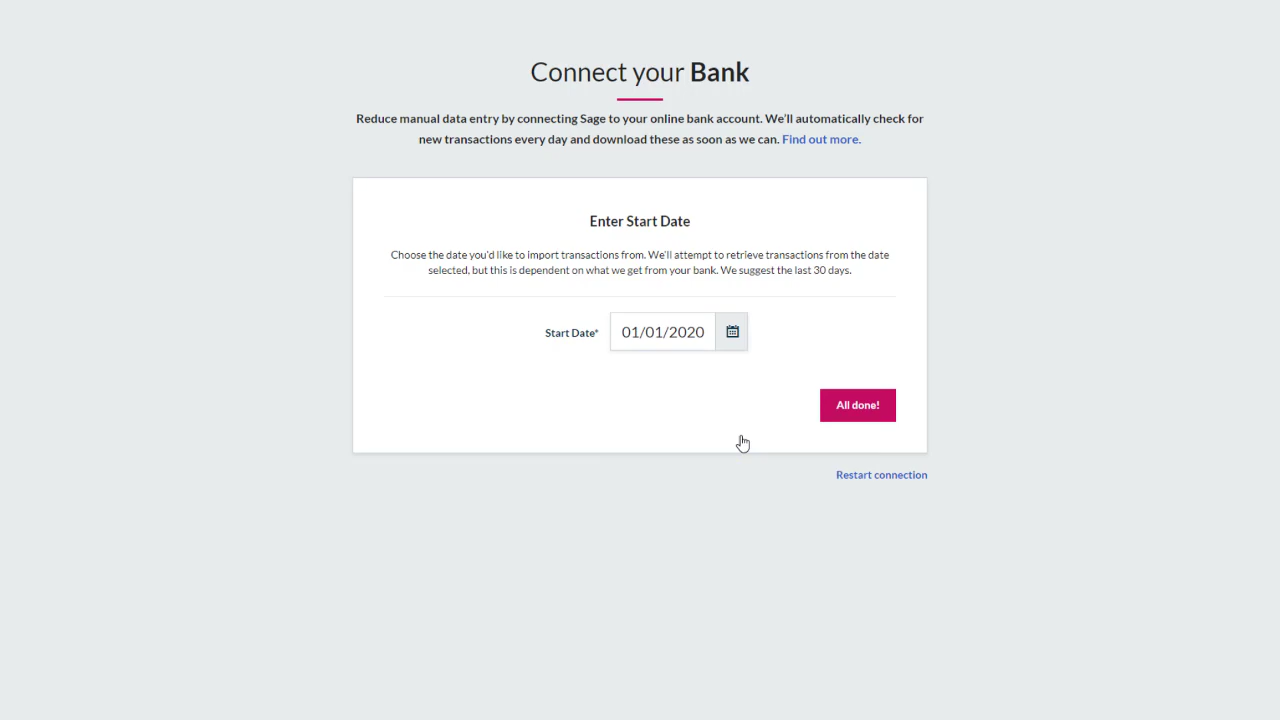 Connect your Bank
Reduce manual data entry by connecting Sage to your online bank account. We'll automatically check for
new transactions every day and download these as soon as we can. Find out more.
Enter Start Date
Choose the date you'd like to import transactions from. We'll attempt to retrieve transactions from the date
selected, but this is dependent on what we get from your bank. We suggest the last 30 days.
Start Date* 01/01/2020
All done!
Restart connection